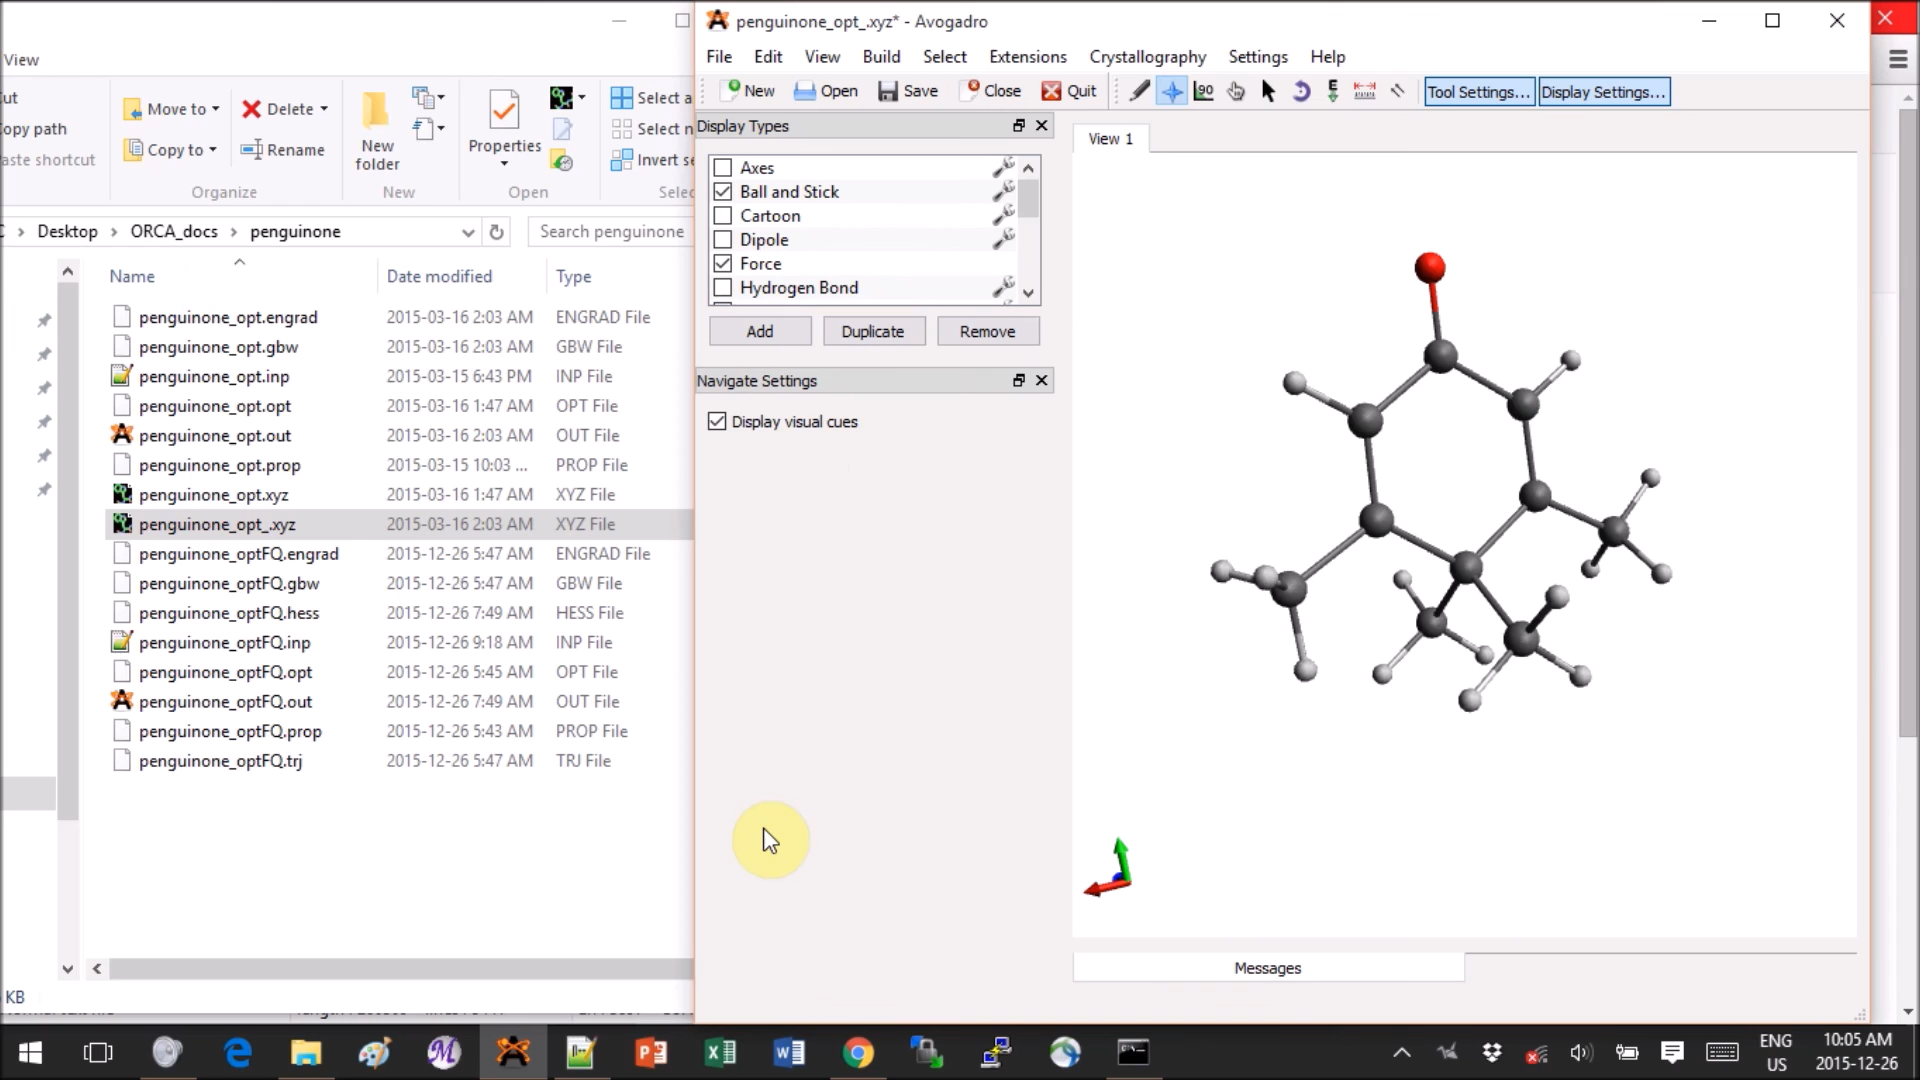 penguinone_opt_.xyz* - Avogadro
View
File Edit View Build Select Extensions Crystallography Settings Help
New Open Save Close Quit Tool Settings... Display Settings...
ut
opy path
aste shortcut
Move to
Copy to
Delete
Rename
Organize
New
folder
New
Properties
Open
Select a
Select n
Invert se
Selec
Desktop > ORCA_docs > penguinone
Search penguinone
Name Date modified Type
penguinone_opt.engrad 2015-03-16 2:03 AM ENGRAD File
penguinone_opt.gbw 2015-03-16 2:03 AM GBW File
penguinone_opt.inp 2015-03-15 6:43 PM INP File
penguinone_opt.opt 2015-03-16 1:47 AM OPT File
penguinone_opt.out 2015-03-16 2:03 AM OUT File
penguinone_opt.prop 2015-03-15 10:03 ... PROP File
penguinone_opt.xyz 2015-03-16 1:47 AM XYZ File
penguinone_opt_.xyz 2015-03-16 2:03 AM XYZ File
penguinone_optFQ.engrad 2015-12-26 5:47 AM ENGRAD File
penguinone_optFQ.gbw 2015-12-26 5:47 AM GBW File
penguinone_optFQ.hess 2015-12-26 7:49 AM HESS File
penguinone_optFQ.inp 2015-12-26 9:18 AM INP File
penguinone_optFQ.opt 2015-12-26 5:45 AM OPT File
penguinone_optFQ.out 2015-12-26 7:49 AM OUT File
penguinone_optFQ.prop 2015-12-26 5:43 AM PROP File
penguinone_optFQ.trj 2015-12-26 5:47 AM TRJ File
KB
Display Types
Axes
Ball and Stick
Cartoon
Dipole
Force
Hydrogen Bond
Add Duplicate Remove
Navigate Settings
Display visual cues
View 1
Messages
ENG
US
10:05 AM
2015-12-26